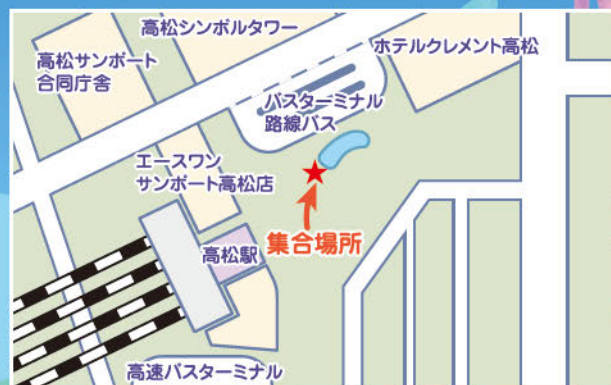 高松シンボルタワー
ホテルクレメント高松
高松サンポート
合同庁舎
バスターミナル
路線バス
エースワン
サンポート高松店
集合場所
高松駅
高速バスターミナル